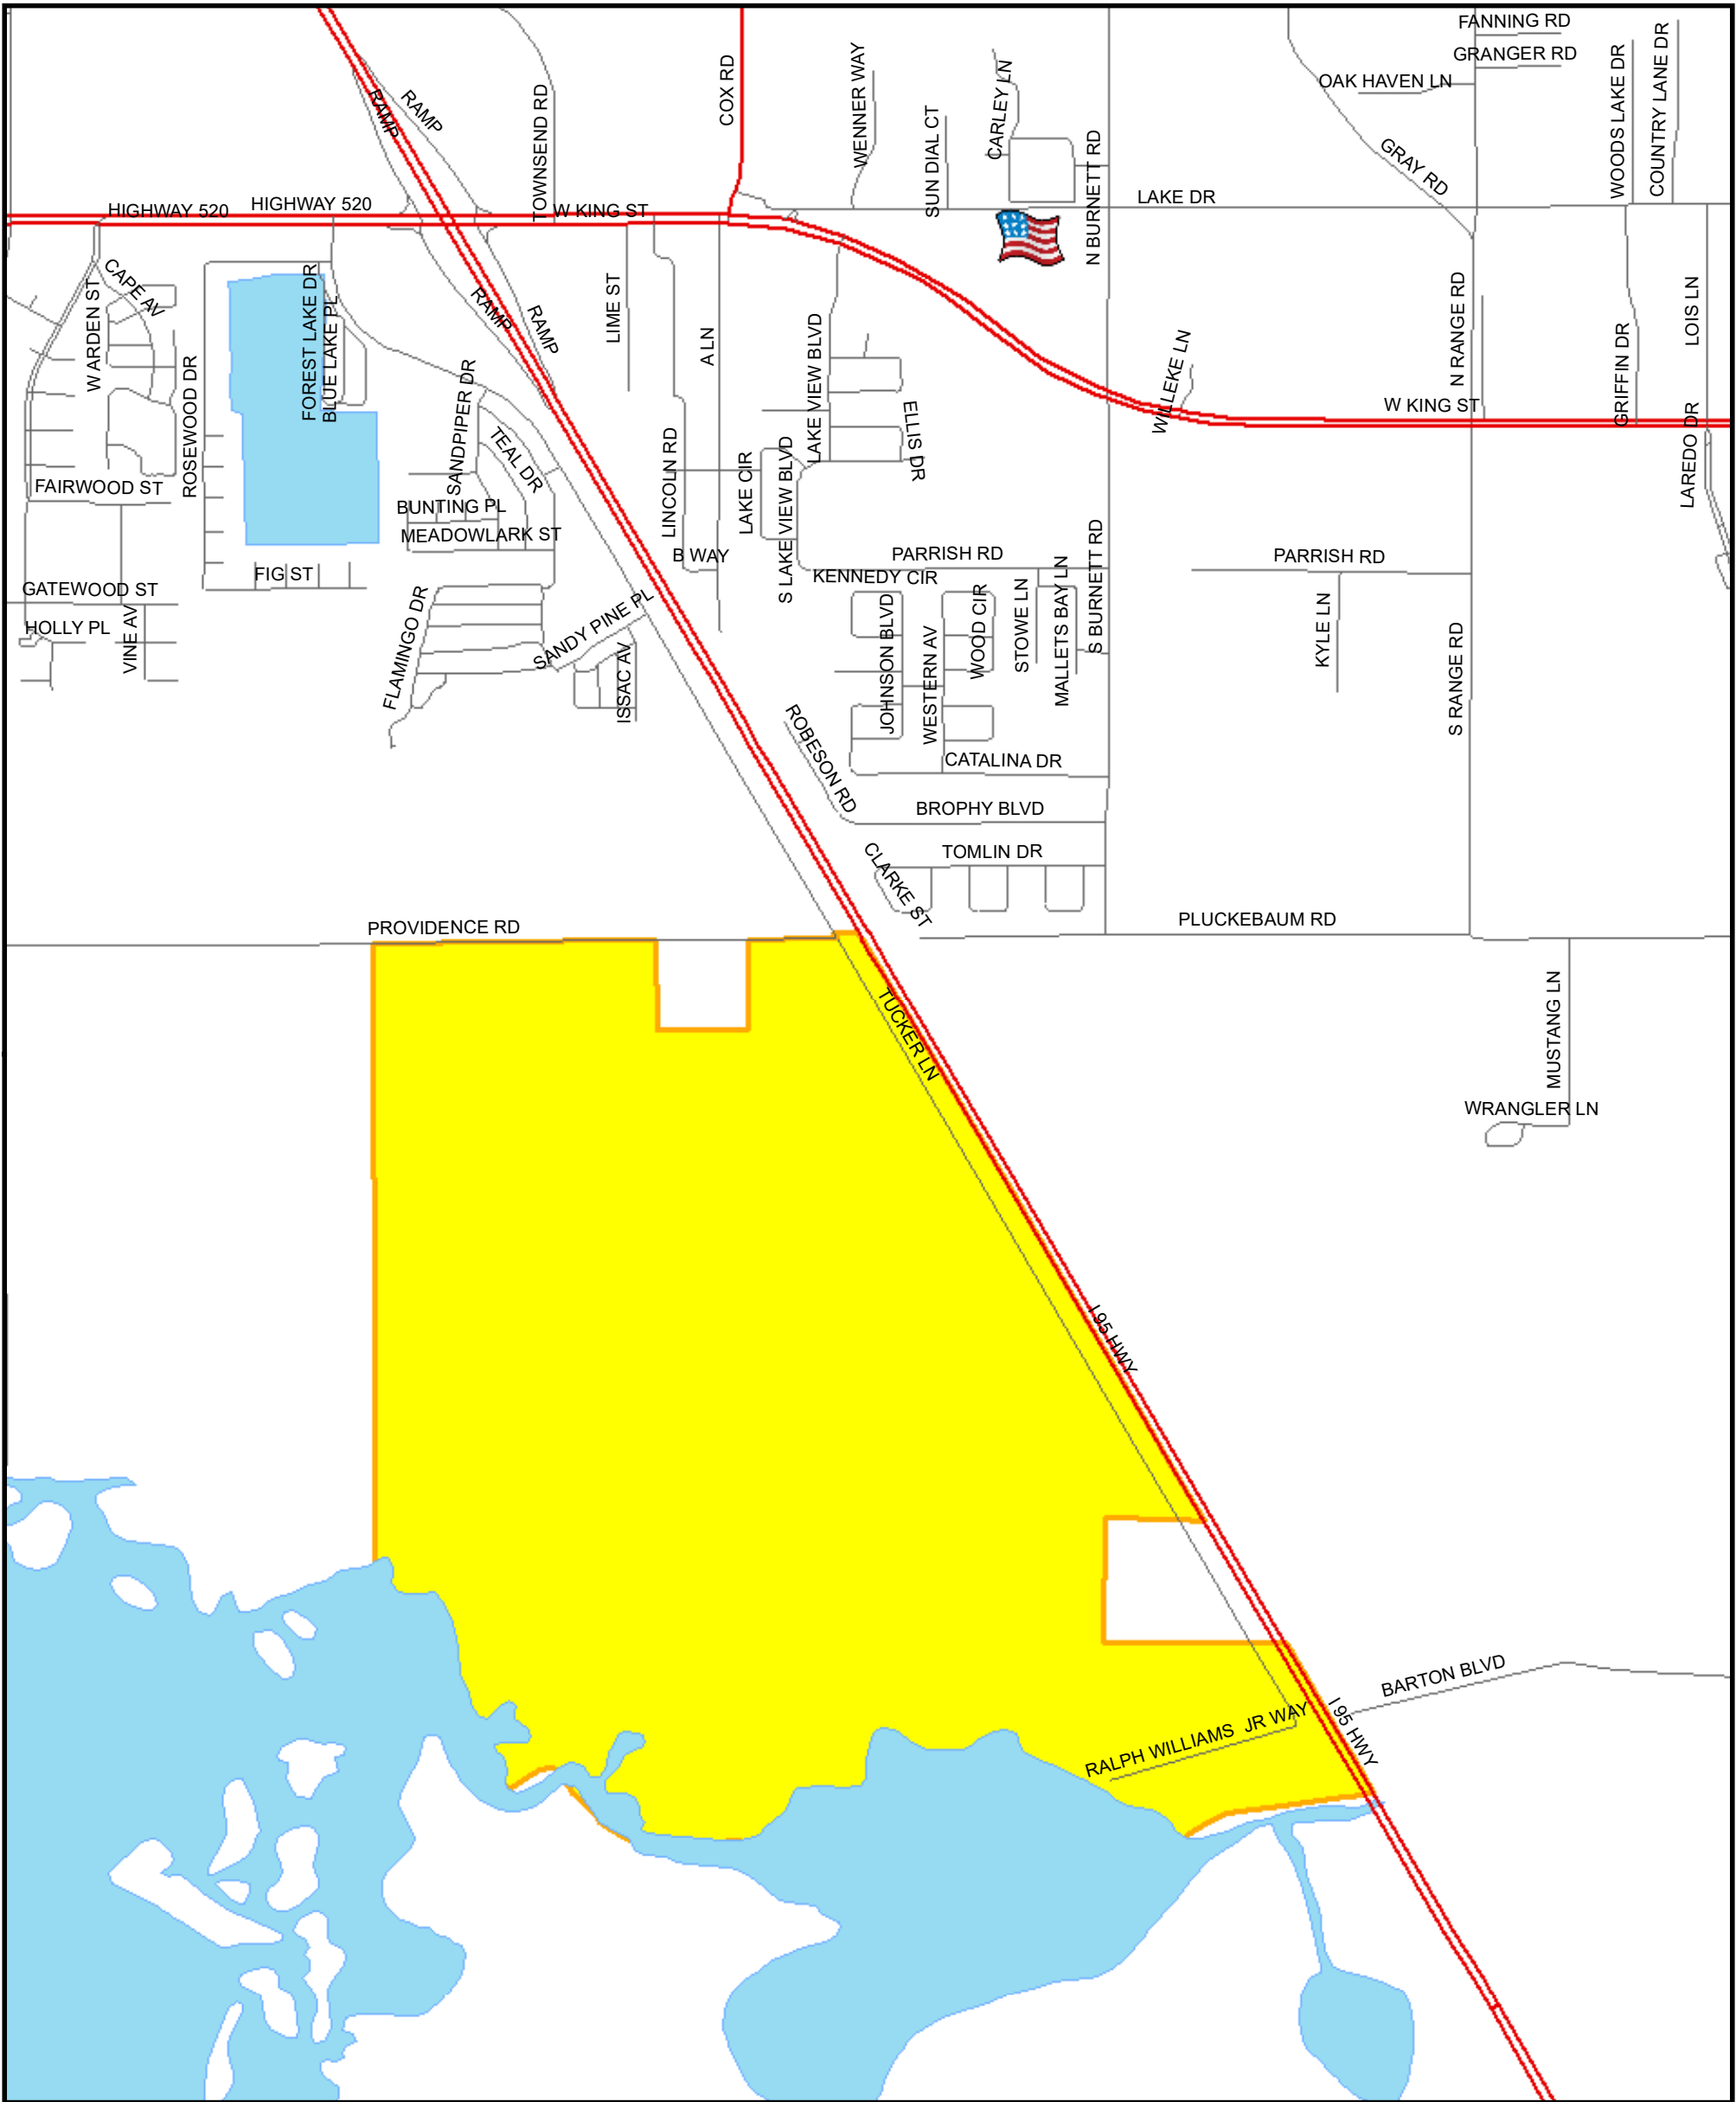 FANNING RD
GRANGER RD
OAK HAVEN LN
WOODS LAKE DR
COUNTRY LANE DR
COX RD
WENNER WAY
CARLEY LN
RAMP
RAMP
TOWNSEND RD
SUN DIAL CT
N BURNETT RD
GRAY RD
LAKE DR
HIGHWAY 520
HIGHWAY 520
W KING ST
CAPE AV
W ARDEN ST
FOREST LAKE DR
BLUE LAKE PL
RAMP
RAMP
LIME ST
A LN
LAKE VIEW BLVD
WILLEKE LN
N RANGE RD
GRIFFIN DR
LOIS LN
ROSEWOOD DR
SANDPIPER DR
TEAL DR
ELLIS DR
W KING ST
LAREDO DR
FAIRWOOD ST
LINCOLN RD
LAKE CIR
S LAKE VIEW BLVD
BUNTING PL
MEADOWLARK ST
B WAY
PARRISH RD
S BURNETT RD
PARRISH RD
FIG ST
KENNEDY CIR
GATEWOOD ST
HOLLY PL
VINE AV
FLAMINGO DR
SANDY PINE PL
ISSAC AV
JOHNSON BLVD
WESTERN AV
WOOD CIR
STOWE LN
MALLETS BAY LN
KYLE LN
S RANGE RD
ROBESON RD
CATALINA DR
BROPHY BLVD
TOMLIN DR
CLARKE ST
PROVIDENCE RD
PLUCKEBAUM RD
TUCKER LN
MUSTANG LN
WRANGLER LN
I 95 HWY
BARTON BLVD
I 95 HWY
RALPH WILLIAMS JR WAY